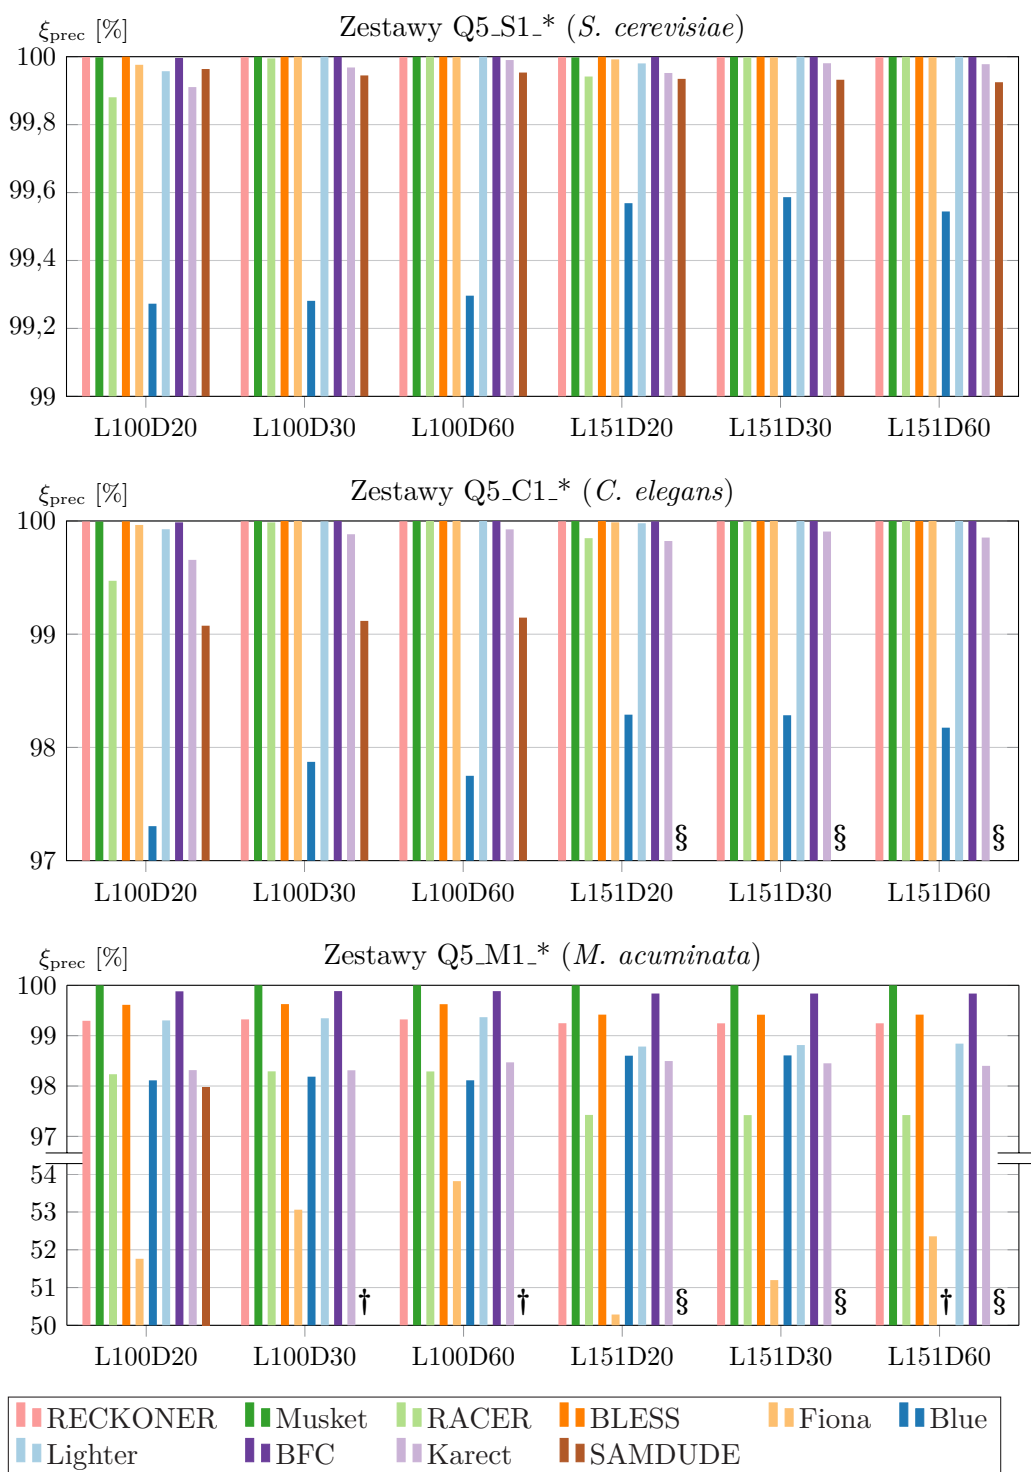 ξprec [%]
Zestawy Q5_S1_* (S. cerevisiae)
100
99,8
99,6
99,4
99,2
99
L100D20 L100D30 L100D60 L151D20 L151D30 L151D60
ξprec [%]
Zestawy Q5_C1_* (C. elegans)
100
99
98
97
§ § §
L100D20 L100D30 L100D60 L151D20 L151D30 L151D60
ξprec [%]
Zestawy Q5_M1_* (M. acuminata)
100
99
98
97
54
53
52
51
50
† † § § † §
L100D20 L100D30 L100D60 L151D20 L151D30 L151D60
RECKONER Musket RACER BLESS Fiona Blue
Lighter BFC Karect SAMDUDE